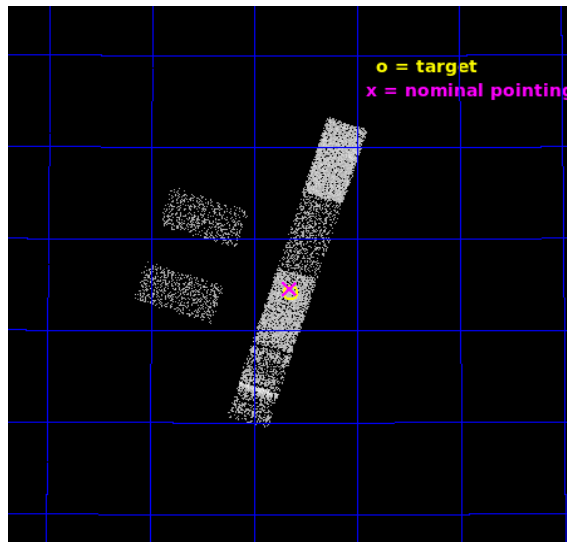 o = target
x = nominal pointing